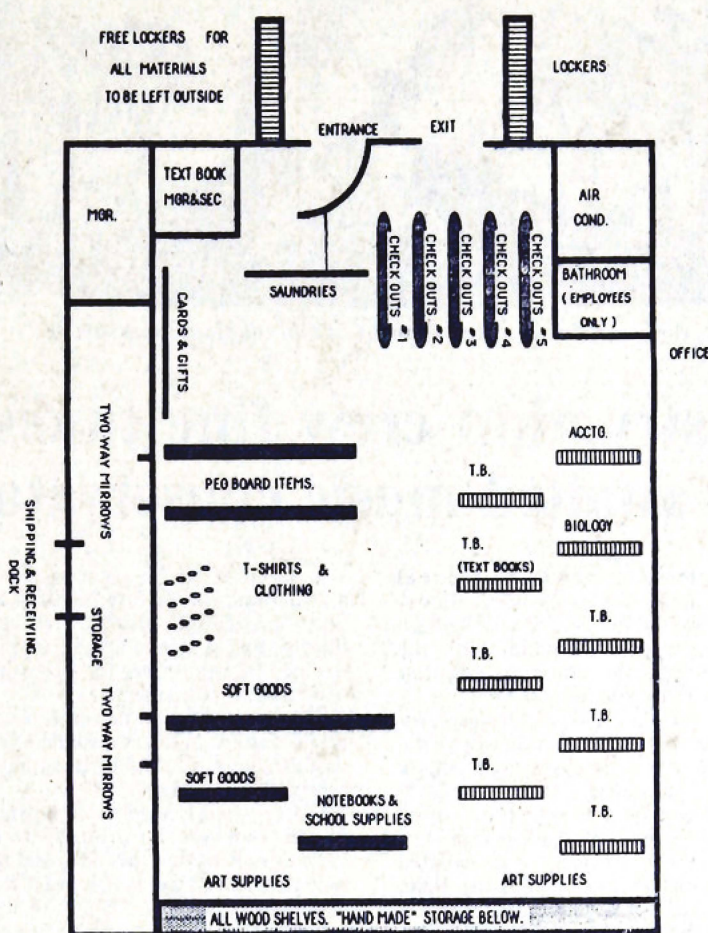 FREE LOCKERS FOR
ALL MATERIALS
TO BE LEFT OUTSIDE
LOCKERS
ENTRANCE
EXIT
MGR.
TEXT BOOK
MGR&SEC
AIR
COND.
SAUNDRIES
CHECK OUTS #1
CHECK OUTS #2
CHECK OUTS #3
CHECK OUTS #4
CHECK OUTS #5
BATHROOM
( EMPLOYEES
ONLY )
OFFICE
CARDS & GIFTS
TWO WAY MIRROWS
ACCTG.
PEG BOARD ITEMS.
T.B.
BIOLOGY
T.B.
(TEXT BOOKS)
SHIPPING & RECEIVING
DOCK
T-SHIRTS &
CLOTHING
STORAGE
T.B.
T.B.
SOFT GOODS
TWO WAY MIRROWS
T.B.
SOFT GOODS
T.B.
NOTEBOOKS &
SCHOOL SUPPLIES
T.B.
ART SUPPLIES
ART SUPPLIES
ALL WOOD SHELVES. "HAND MADE" STORAGE BELOW.